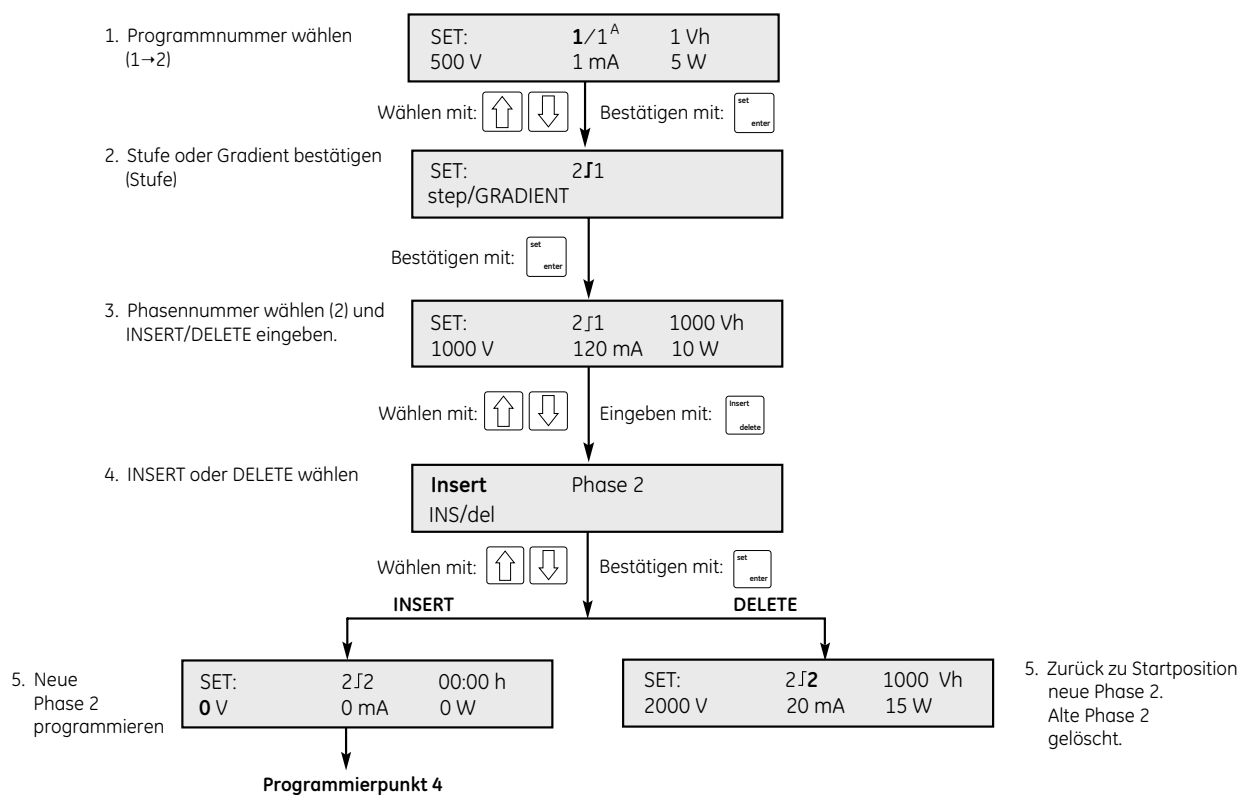 1. Programmnummer wählen
(1→2)
SET: 1/1ᴬ 1 Vh
500 V 1 mA 5 W
Wählen mit: Bestätigen mit: set enter
2. Stufe oder Gradient bestätigen
(Stufe)
SET: 2⌠1
step/GRADIENT
Bestätigen mit: set enter
3. Phasennummer wählen (2) und
INSERT/DELETE eingeben.
SET: 2⌠1 1000 Vh
1000 V 120 mA 10 W
Wählen mit: Eingeben mit: Insert delete
4. INSERT oder DELETE wählen
Insert Phase 2
INS/del
Wählen mit: Bestätigen mit: set enter
INSERT DELETE
5. Neue
Phase 2
programmieren
SET: 2⌠2 00:00 h
0 V 0 mA 0 W
SET: 2⌠2 1000 Vh
2000 V 20 mA 15 W
5. Zurück zu Startposition
neue Phase 2.
Alte Phase 2
gelöscht.
Programmierpunkt 4